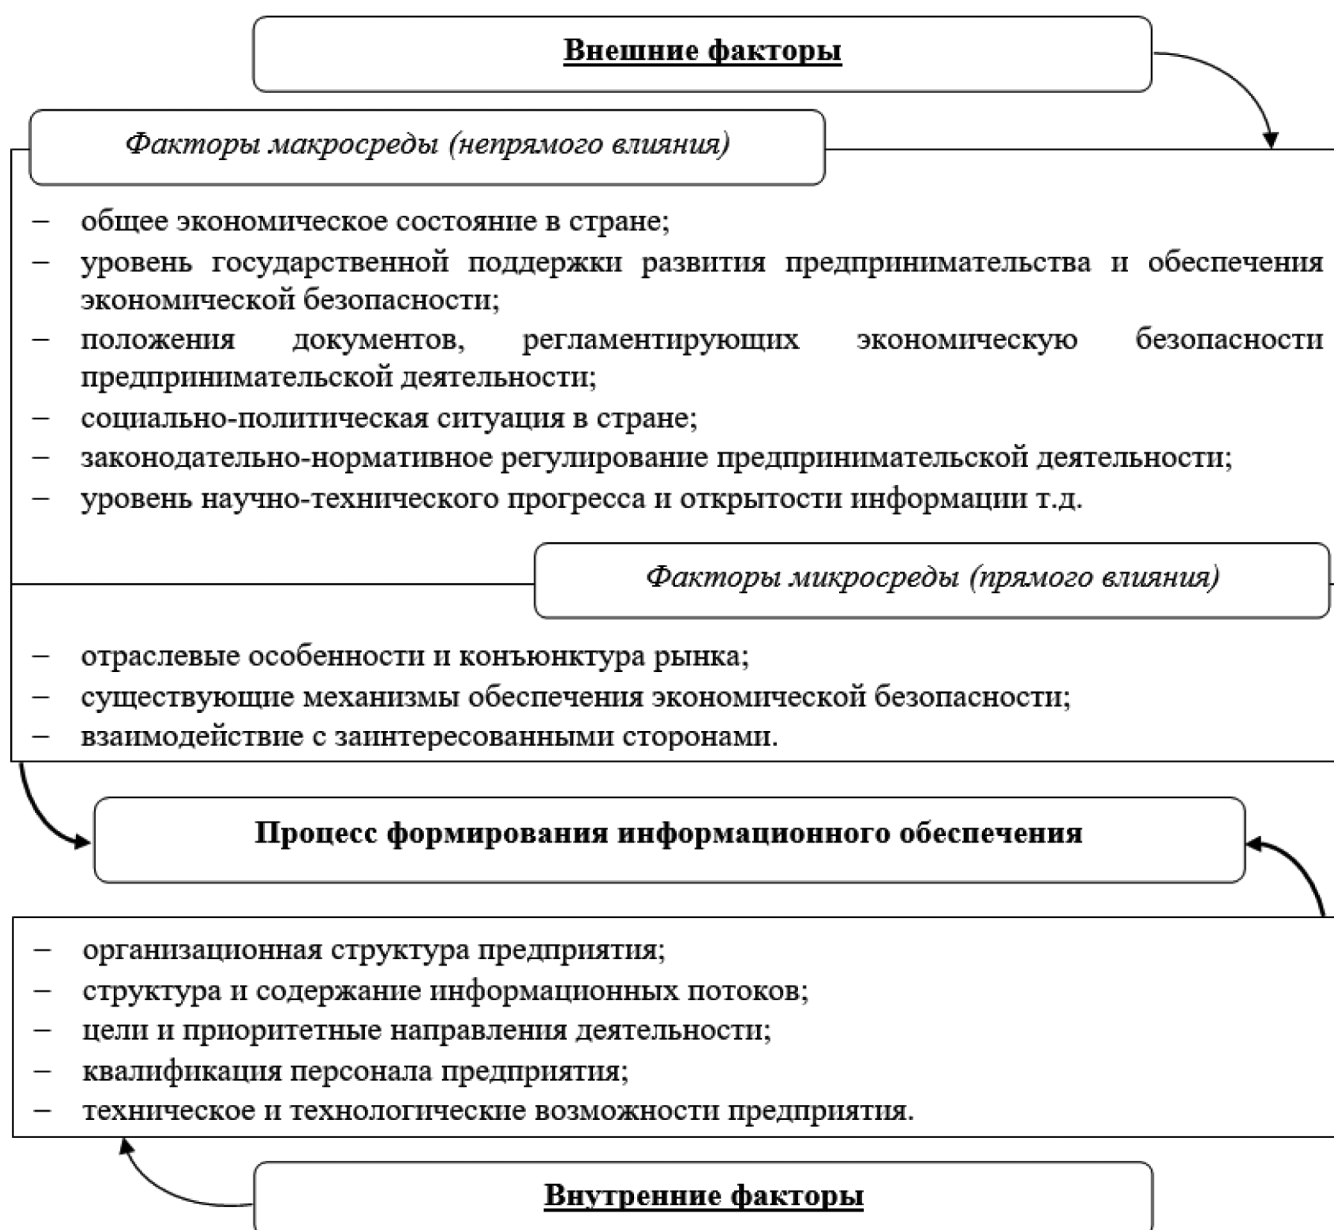 Внешние факторы
Факторы макросреды (непрямого влияния)
– общее экономическое состояние в стране;
– уровень государственной поддержки развития предпринимательства и обеспечения
экономической безопасности;
– положения документов, регламентирующих экономическую безопасности
предпринимательской деятельности;
– социально-политическая ситуация в стране;
– законодательно-нормативное регулирование предпринимательской деятельности;
– уровень научно-технического прогресса и открытости информации т.д.
Факторы микросреды (прямого влияния)
– отраслевые особенности и конъюнктура рынка;
– существующие механизмы обеспечения экономической безопасности;
– взаимодействие с заинтересованными сторонами.
Процесс формирования информационного обеспечения
– организационная структура предприятия;
– структура и содержание информационных потоков;
– цели и приоритетные направления деятельности;
– квалификация персонала предприятия;
– техническое и технологические возможности предприятия.
Внутренние факторы